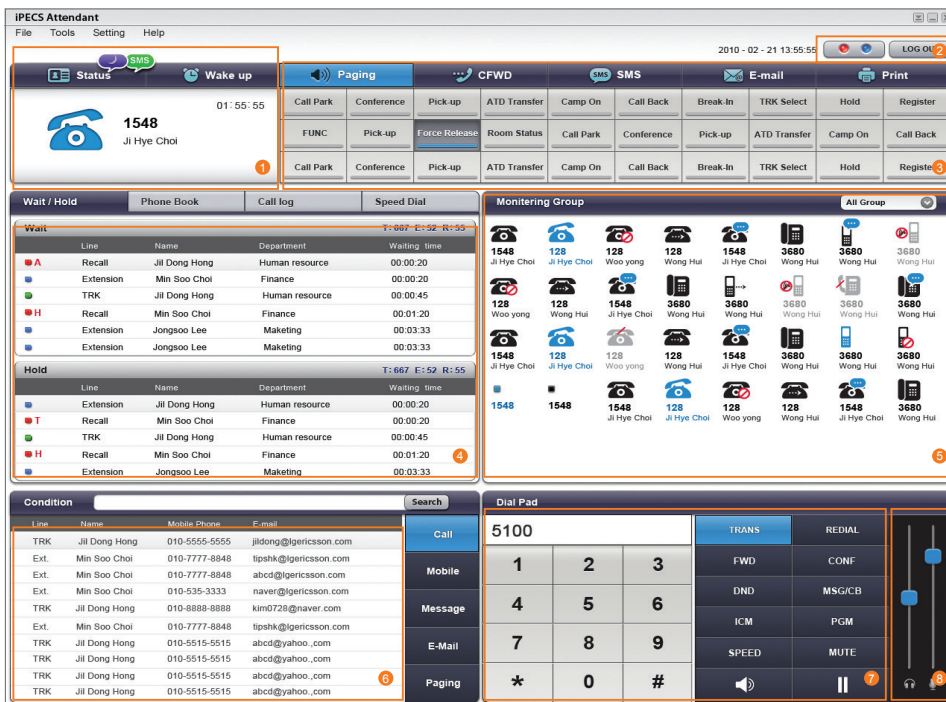 iPECS Attendant
File Tools Setting Help
2010 - 02 - 21 13:55:55 LOG OU 2
SMS
Status Wake up Paging CFWD SMS SMS E-mail Print
01:55:55
1548
Ji Hye Choi
1
Call Park Conference Pick-up ATD Transfer Camp On Call Back Break-In TRK Select Hold Register
FUNC Pick-up Force Release Room Status Call Park Conference Pick-up ATD Transfer Camp On Call Back
Call Park Conference Pick-up ATD Transfer Camp On Call Back Break-In TRK Select Hold Register 3
Wait / Hold Phone Book Call log Speed Dial
Wait T:667 E:52 R:55
Line Name Department Waiting time
A Recall Jil Dong Hong Human resource 00:00:20
Extension Min Soo Choi Finance 00:00:20
TRK Jil Dong Hong Human resource 00:00:45
H Recall Min Soo Choi Finance 00:01:20
Extension Jongsoo Lee Maketing 00:03:33
Extension Jongsoo Lee Maketing 00:03:33
Hold T:667 E:52 R:55
Line Name Department Waiting time
Extension Jil Dong Hong Human resource 00:00:20
T Recall Min Soo Choi Finance 00:00:20
TRK Jil Dong Hong Human resource 00:00:45
H Recall Min Soo Choi Finance 00:01:20 4
Extension Jongsoo Lee Maketing 00:03:33
Monitering Group All Group
1548 128 128 128 1548 3680 3680 3680
Ji Hye Choi Ji Hye Choi Woo yong Wong Hui Ji Hye Choi Wong Hui Wong Hui Wong Hui
128 128 1548 3680 3680 3680 3680 3680
Woo yong Wong Hui Ji Hye Choi Wong Hui Wong Hui Wong Hui Wong Hui Wong Hui
1548 128 128 128 1548 3680 3680 3680
Ji Hye Choi Ji Hye Choi Woo yong Wong Hui Ji Hye Choi Wong Hui Wong Hui Wong Hui
1548 1548 1548 128 128 128 1548 3680
Ji Hye Choi Ji Hye Choi Woo yong Wong Hui Ji Hye Choi Wong Hui
5
Condition Search
Line Name Mobile Phone E-mail
TRK Jil Dong Hong 010-5555-5555 jildong@lgericsson.com
Ext. Min Soo Choi 010-7777-8848 tipshk@lgericsson.com
Ext. Min Soo Choi 010-7777-8848 abcd@lgericsson.com
Ext. Min Soo Choi 010-535-3333 naver@lgericsson.com
TRK Jil Dong Hong 010-8888-8888 kim0728@naver.com
Ext. Min Soo Choi 010-7777-8848 tipshk@lgericsson.com
TRK Jil Dong Hong 010-5515-5515 abcd@yahoo.,com
TRK Jil Dong Hong 010-5515-5515 abcd@yahoo.,com
TRK Jil Dong Hong 010-5515-5515 abcd@yahoo.,com 6
TRK Jil Dong Hong 010-5515-5515 abcd@yahoo.,com
Call
Mobile
Message
E-Mail
Paging
Dial Pad
5100
1 2 3
4 5 6
7 8 9
* 0 #
TRANS REDIAL
FWD CONF
DND MSG/CB
ICM PGM
SPEED MUTE
7
8